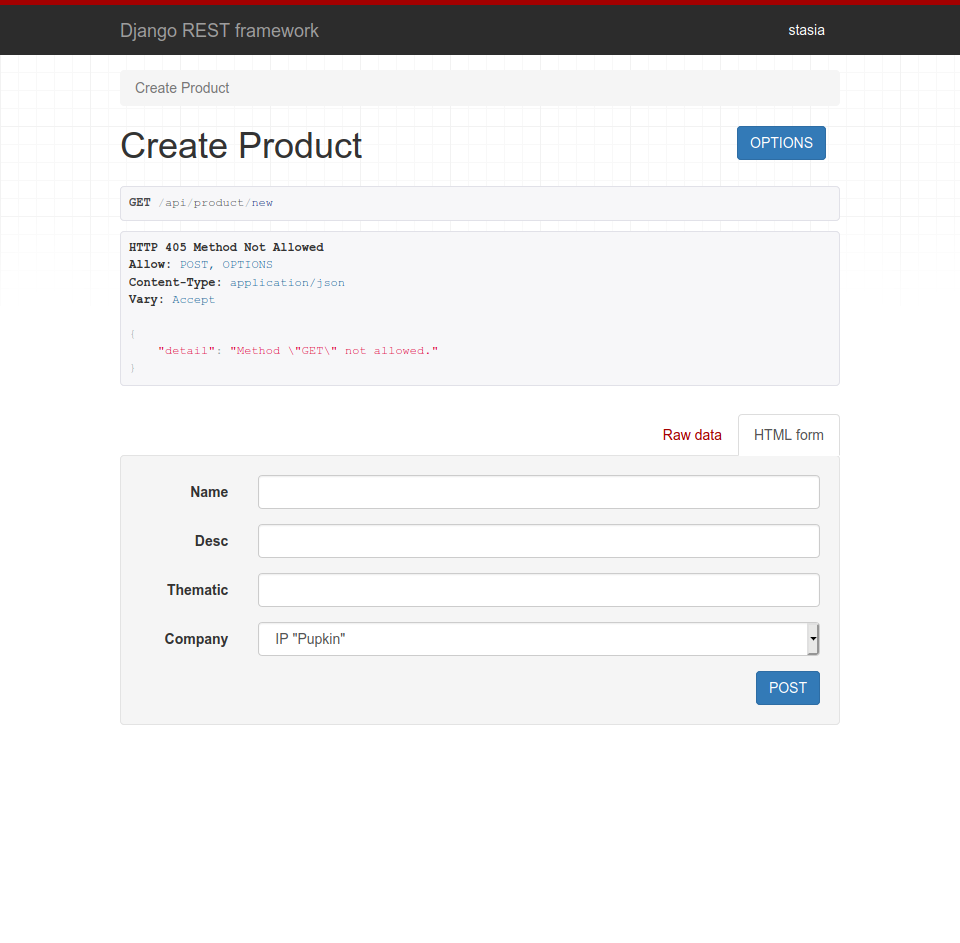 Django REST framework
stasia
Create Product
Create Product
OPTIONS
GET /api/product/new
HTTP 405 Method Not Allowed
Allow: POST, OPTIONS
Content-Type: application/json
Vary: Accept
{
"detail": "Method \"GET\" not allowed."
}
Raw data
HTML form
Name
Desc
Thematic
Company
IP "Pupkin"
POST